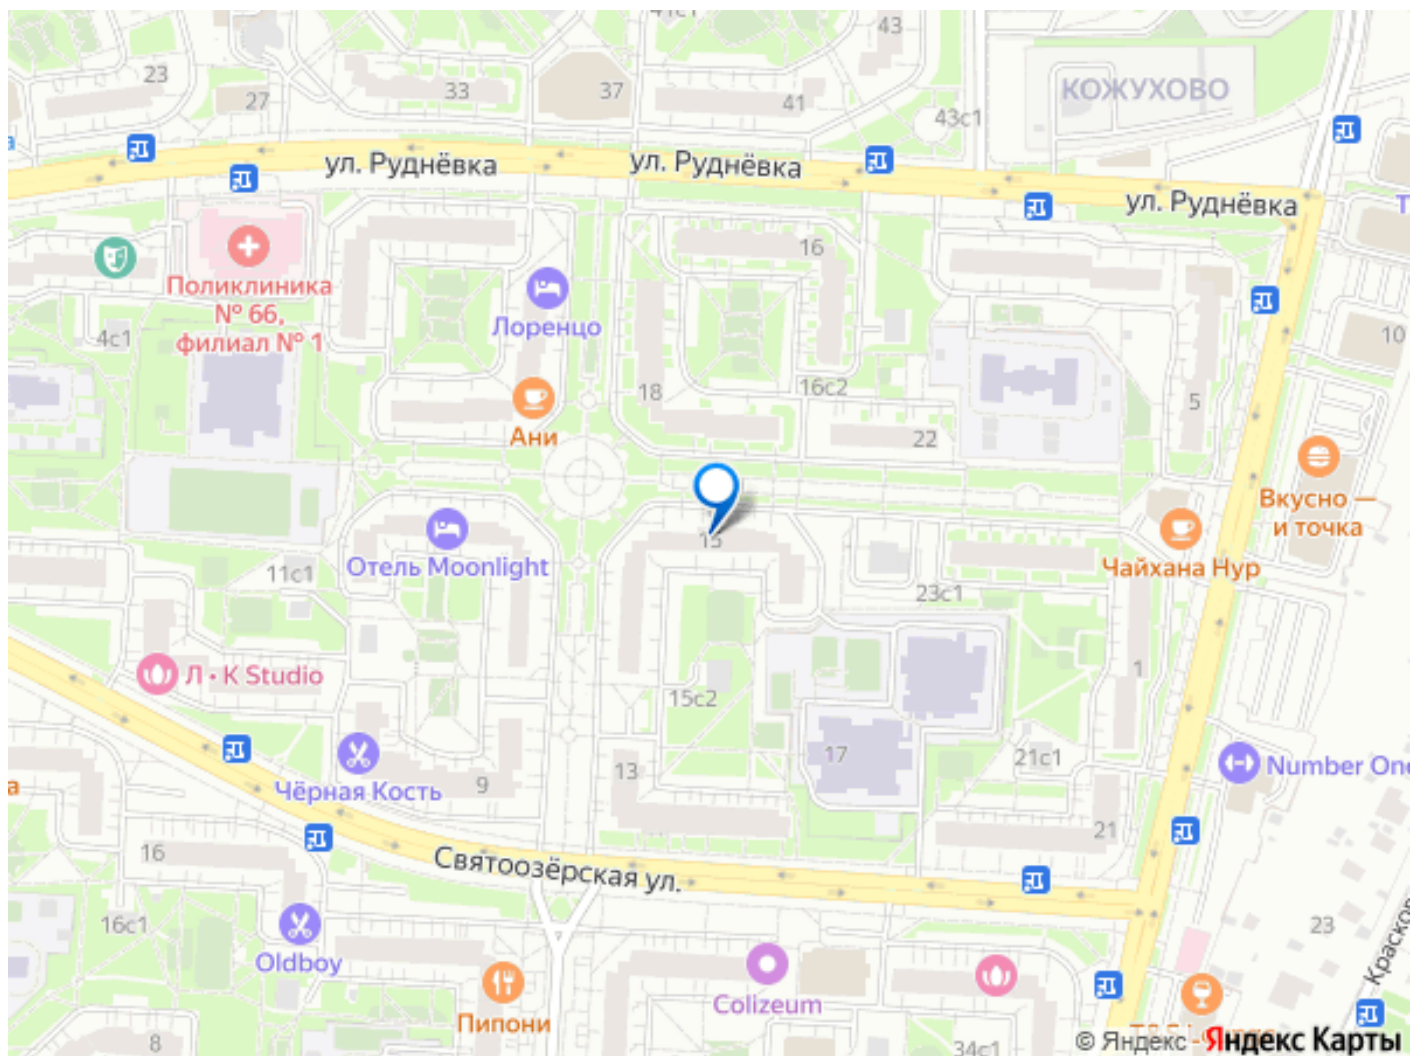 43
23
33
37
41
27
КОЖУХОВО
43с1
ул. Руднёвка
ул. Руднёвка
ул. Руднёвка
16
Поликлиника
№ 66,
филиал № 1
4с1
Лоренцо
10
18
16с2
5
Ани
22
Вкусно —
и точка
15
Отель Moonlight
11с1
Чайхана Нур
23с1
Л • К Studio
15с2
1
17
21с1
13
Number One
9
Чёрная Кость
21
16
Святоозёрская ул.
16с1
23
Oldboy
Colizeum
Пипони
8
34с1
© Яндекс Яндекс Карты